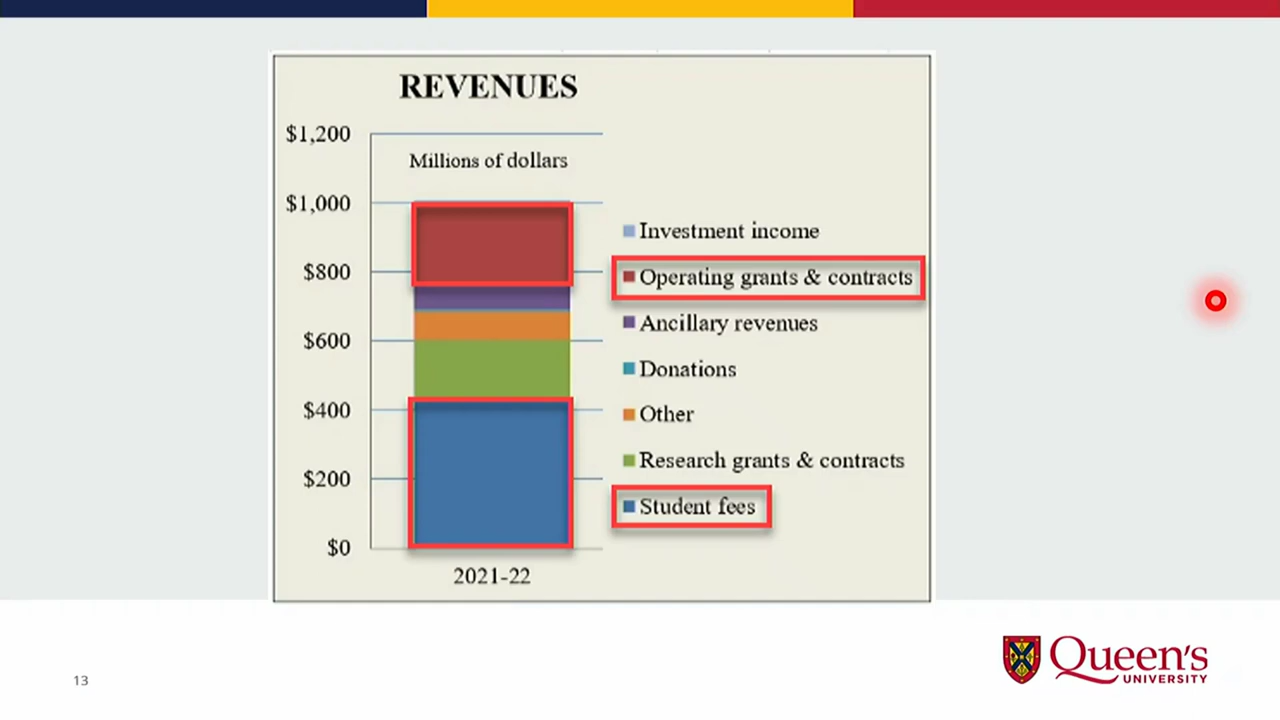 REVENUES
$1,200
Millions of dollars
$1,000
$800
$600
$400
$200
$0
2021-22
Investment income
Operating grants & contracts
Ancillary revenues
Donations
Other
Research grants & contracts
Student fees
13
Queen's
UNIVERSITY